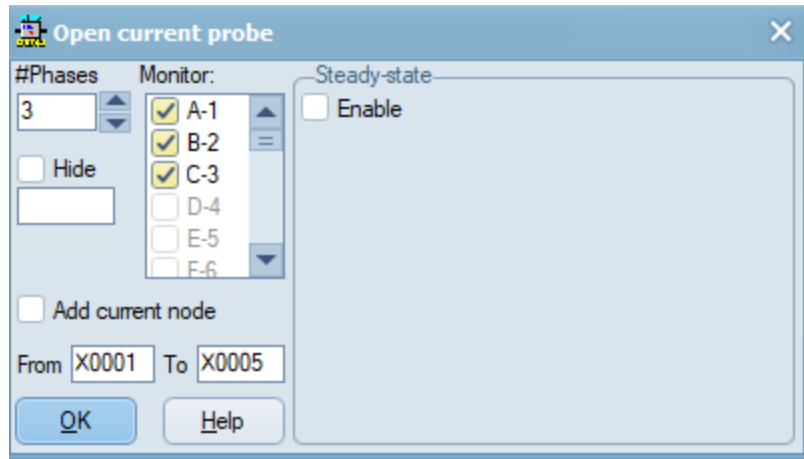 Open current probe
#Phases
Monitor:
Steady-state
3
A-1
Enable
B-2
Hide
C-3
D-4
E-5
F-6
Add current node
From X0001 To X0005
OK
Help